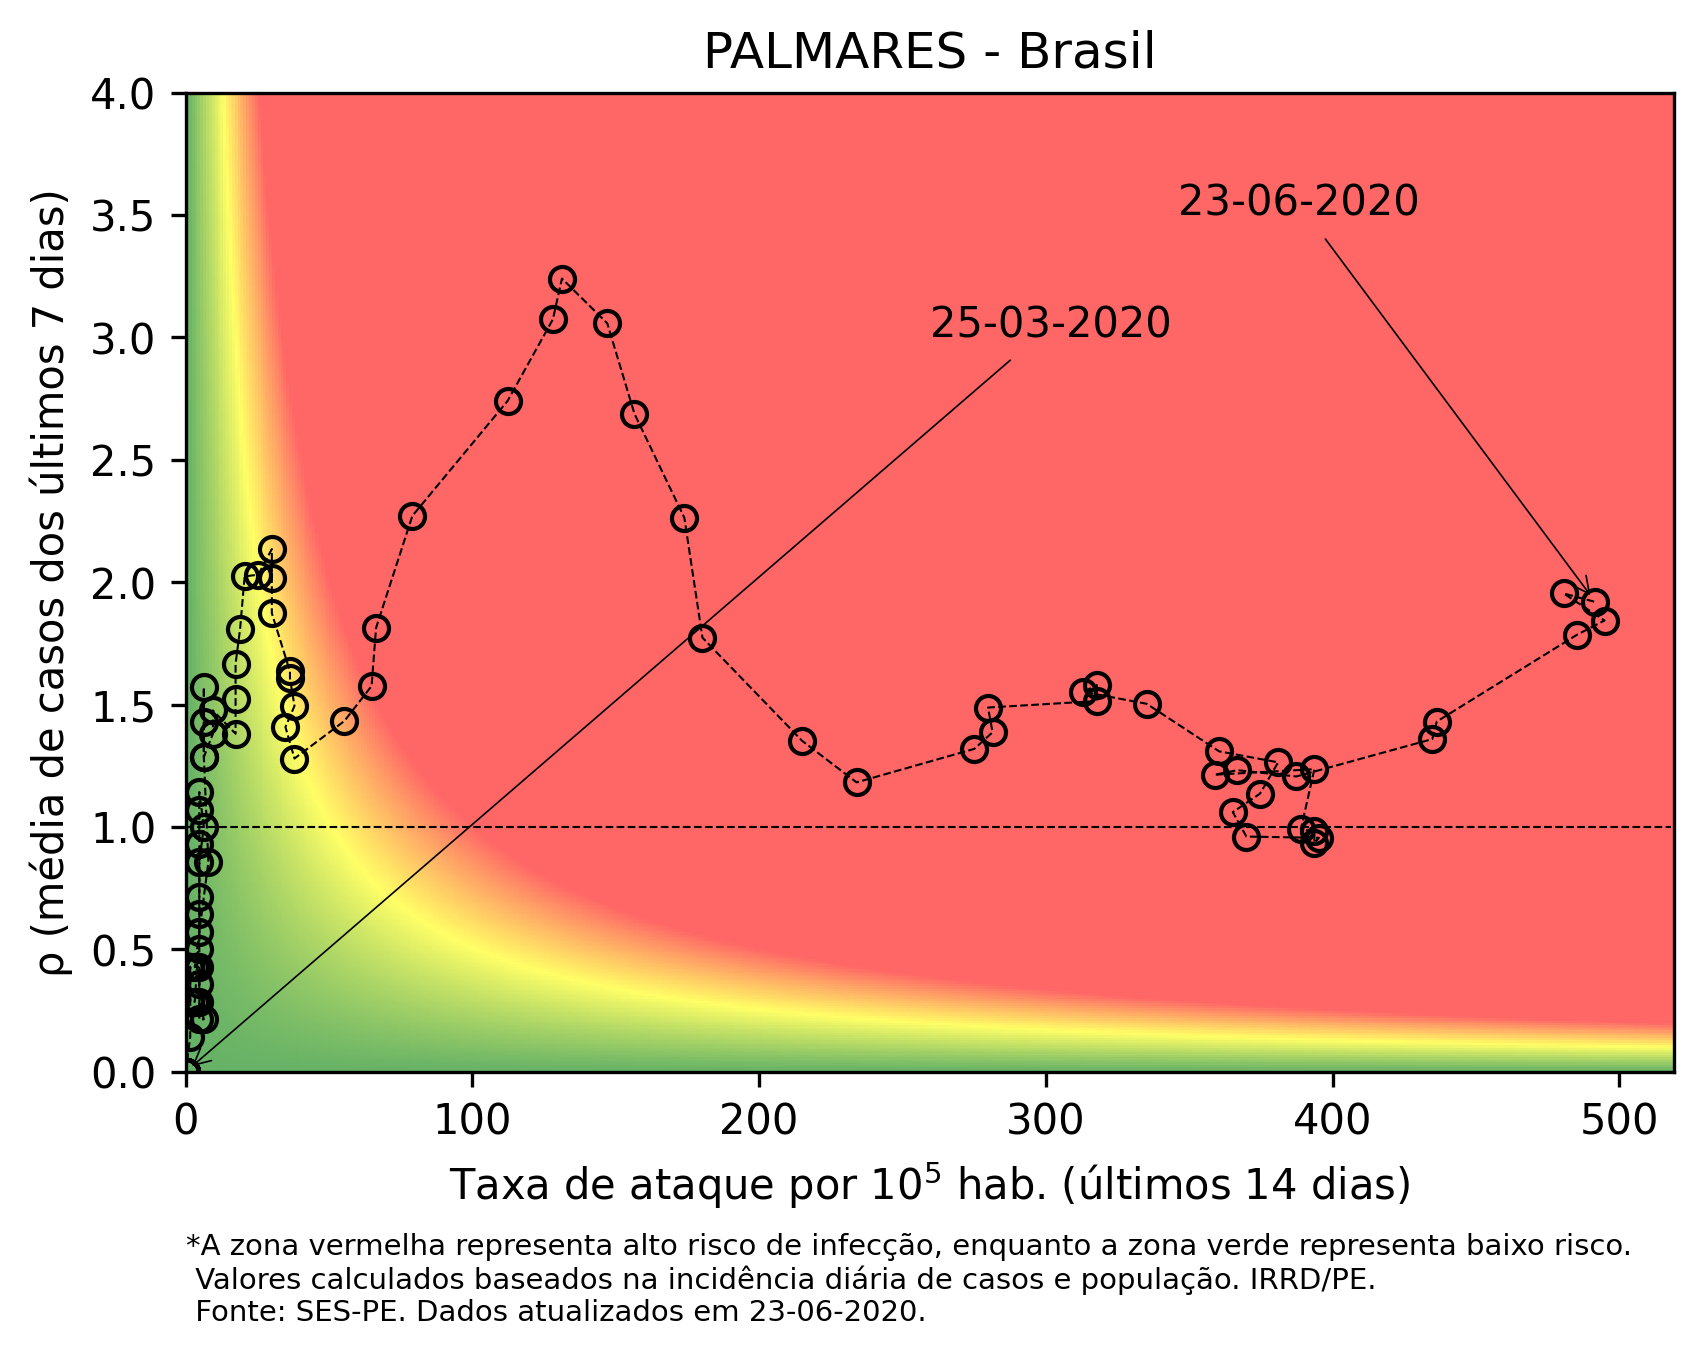 PALMARES - Brasil
4.0
3.5
3.0
2.5
2.0
1.5
1.0
0.5
0.0
ρ (média de casos dos últimos 7 dias)
23-06-2020
25-03-2020
0 100 200 300 400 500
Taxa de ataque por 10⁵ hab. (últimos 14 dias)
*A zona vermelha representa alto risco de infecção, enquanto a zona verde representa baixo risco.
Valores calculados baseados na incidência diária de casos e população. IRRD/PE.
Fonte: SES-PE. Dados atualizados em 23-06-2020.